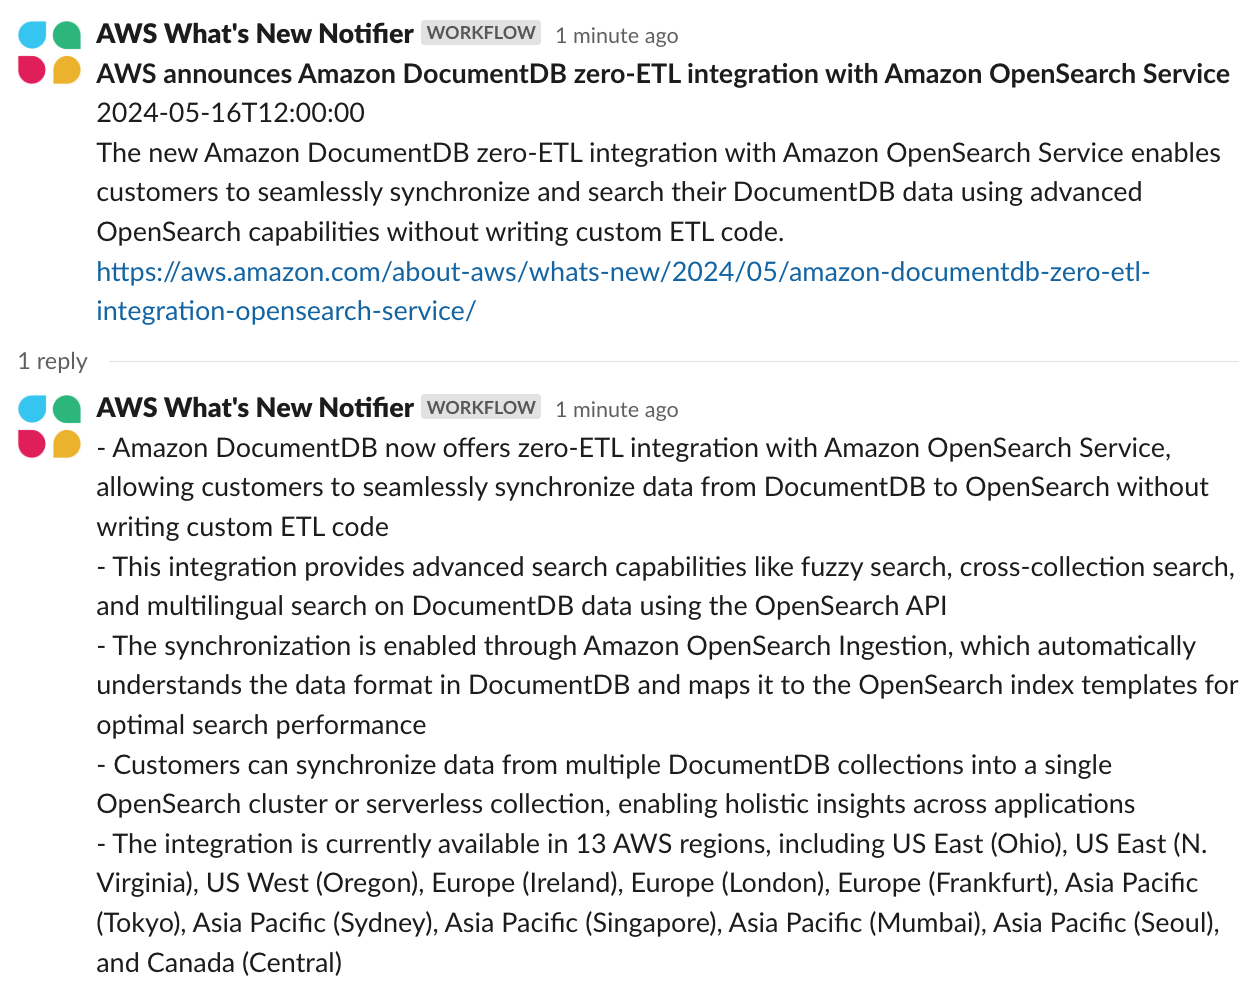 AWS What's New Notifier WORKFLOW 1 minute ago
AWS announces Amazon DocumentDB zero-ETL integration with Amazon OpenSearch Service
2024-05-16T12:00:00
The new Amazon DocumentDB zero-ETL integration with Amazon OpenSearch Service enables
customers to seamlessly synchronize and search their DocumentDB data using advanced
OpenSearch capabilities without writing custom ETL code.
https://aws.amazon.com/about-aws/whats-new/2024/05/amazon-documentdb-zero-etl-
integration-opensearch-service/
1 reply
AWS What's New Notifier WORKFLOW 1 minute ago
- Amazon DocumentDB now offers zero-ETL integration with Amazon OpenSearch Service,
allowing customers to seamlessly synchronize data from DocumentDB to OpenSearch without
writing custom ETL code
- This integration provides advanced search capabilities like fuzzy search, cross-collection search,
and multilingual search on DocumentDB data using the OpenSearch API
- The synchronization is enabled through Amazon OpenSearch Ingestion, which automatically
understands the data format in DocumentDB and maps it to the OpenSearch index templates for
optimal search performance
- Customers can synchronize data from multiple DocumentDB collections into a single
OpenSearch cluster or serverless collection, enabling holistic insights across applications
- The integration is currently available in 13 AWS regions, including US East (Ohio), US East (N.
Virginia), US West (Oregon), Europe (Ireland), Europe (London), Europe (Frankfurt), Asia Pacific
(Tokyo), Asia Pacific (Sydney), Asia Pacific (Singapore), Asia Pacific (Mumbai), Asia Pacific (Seoul),
and Canada (Central)